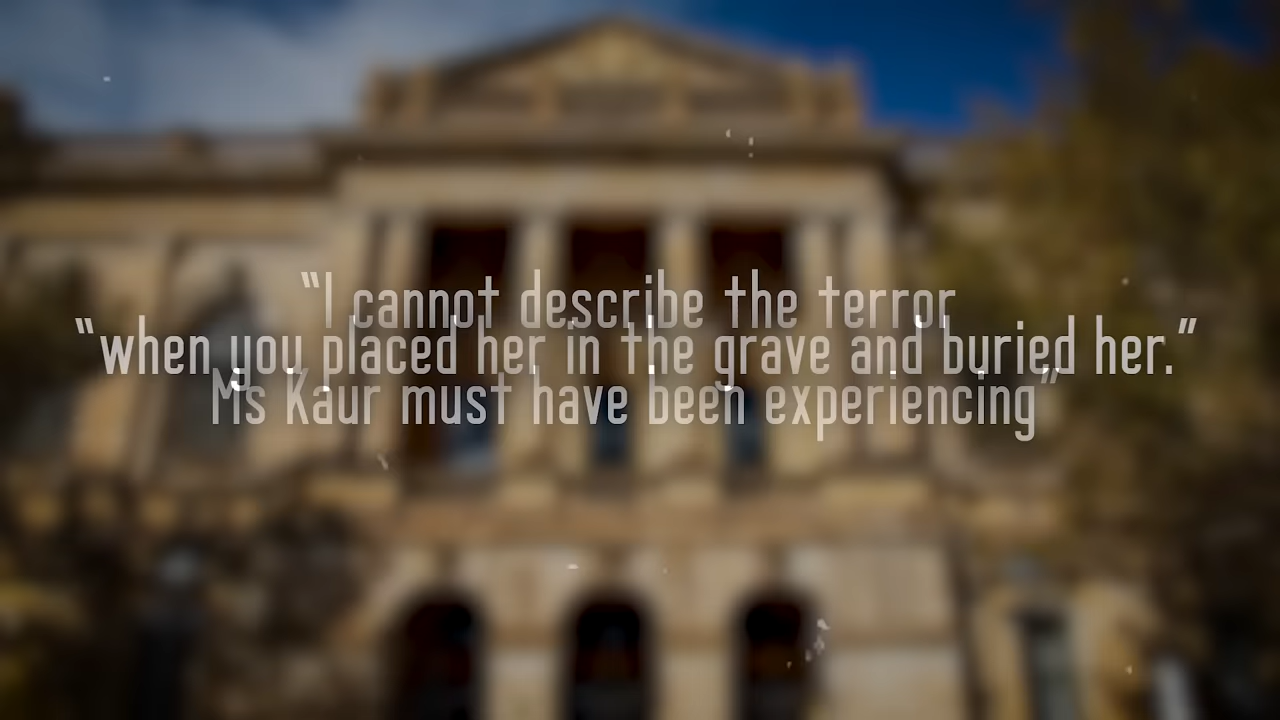 “I cannot describe the terror
“when you placed her in the grave and buried her.”
Ms Kaur must have been experiencing”